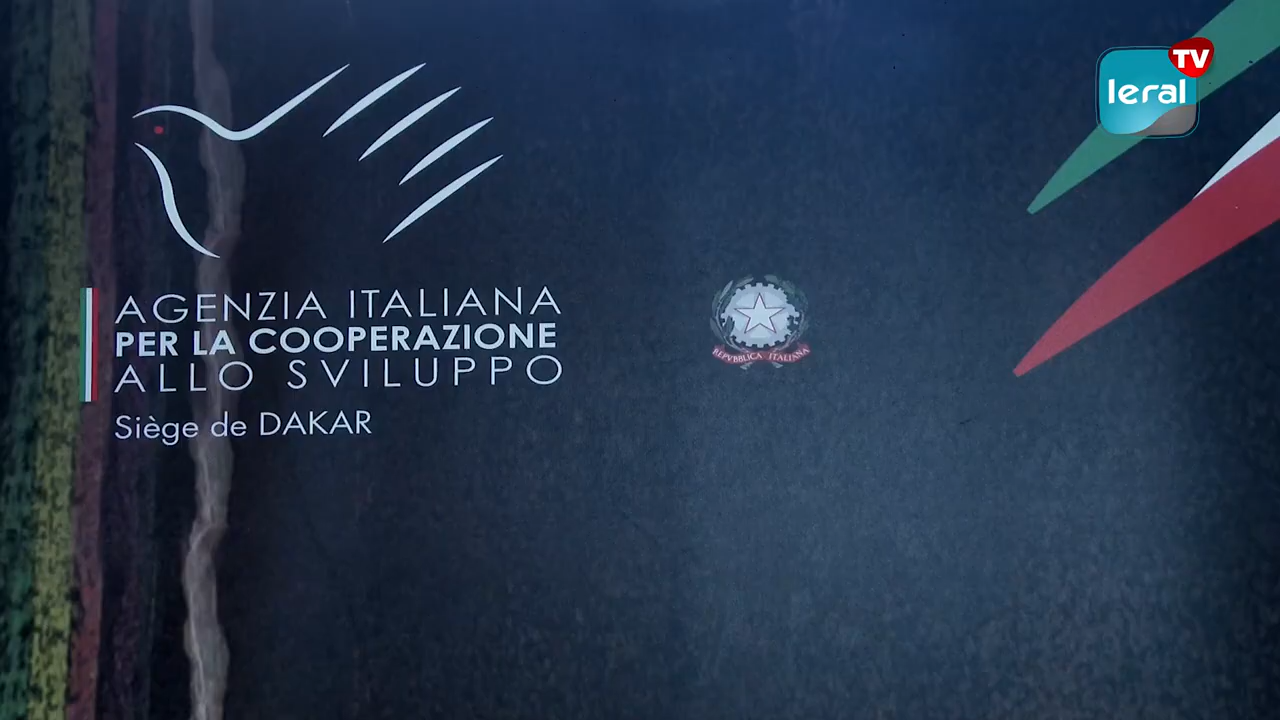 TV
leral
AGENZIA ITALIANA
PER LA COOPERAZIONE
ALLO SVILUPPO
Siège de DAKAR
REPVBBLICA ITALIANA